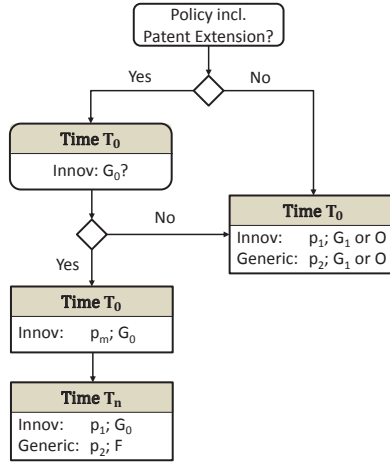 Policy incl.
Patent Extension?
Yes
No
Time T₀
Innov: G₀?
No
Yes
Time T₀
Innov: p₁; G₁ or O
Generic: p₂; G₁ or O
Time T₀
Innov: pₘ; G₀
Time Tₙ
Innov: p₁; G₀
Generic: p₂; F